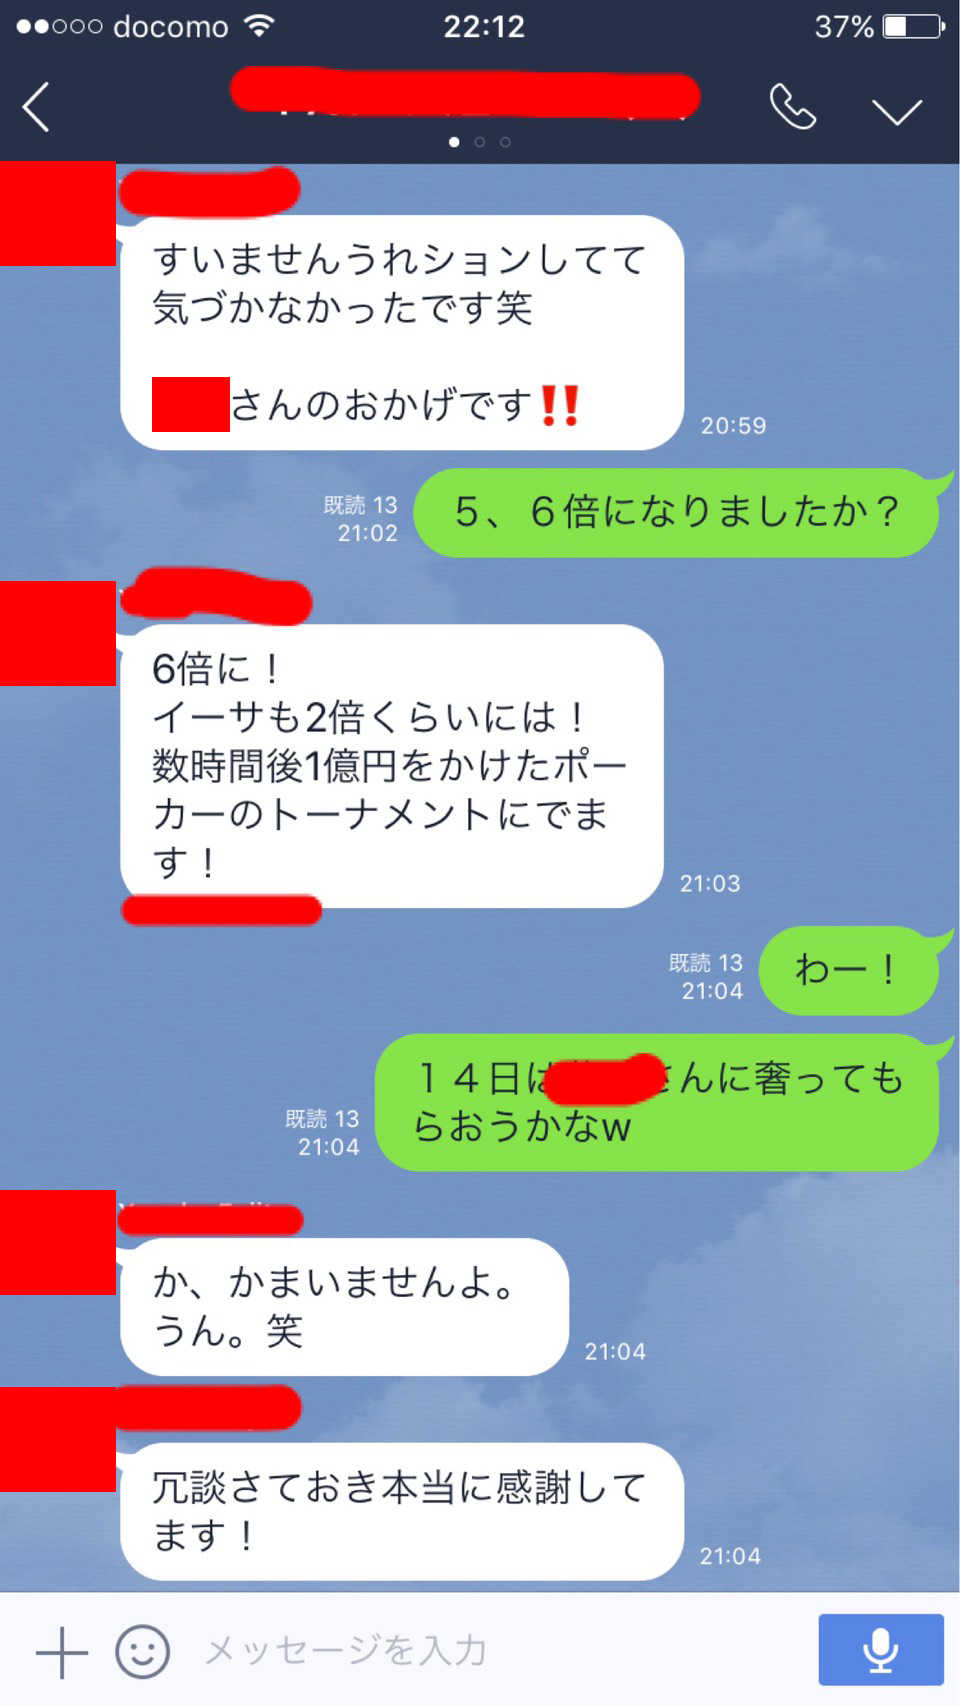 docomo 22:12 37%
すいませんうれションしてて
気づかなかったです笑
さんのおかげです‼
20:59
５、６倍になりましたか？
既読 13
21:02
6倍に！
イーサも2倍くらいには！
数時間後1億円をかけたポー
カーのトーナメントにでま
す！
21:03
わー！
既読 13
21:04
１４日は さんに奢っても
らおうかなw
既読 13
21:04
か、かまいませんよ。
うん。笑
21:04
冗談さておき本当に感謝して
ます！
21:04
メッセージを入力